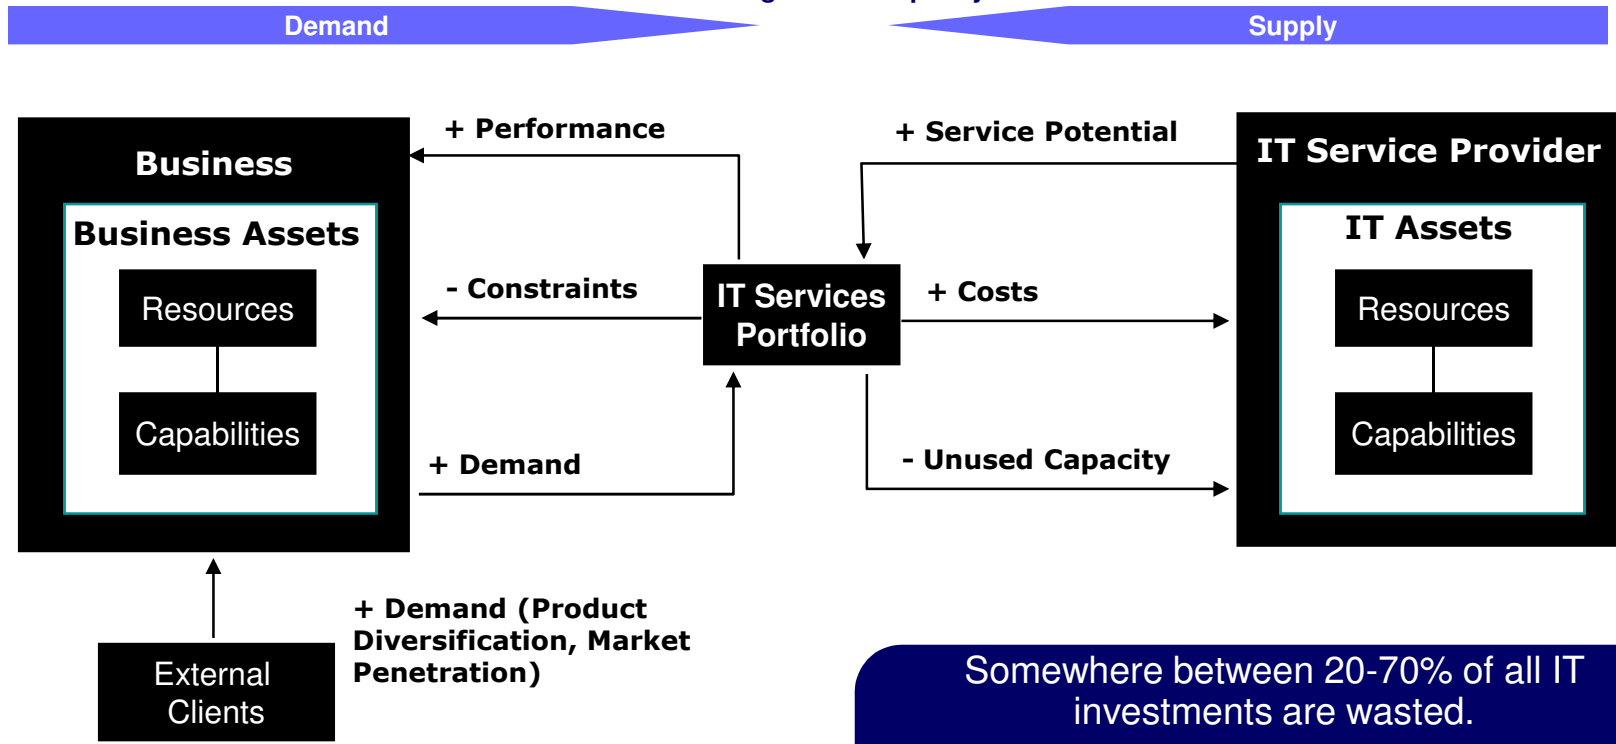 Demand
Supply
+ Performance
+ Service Potential
Business
IT Service Provider
Business Assets
IT Assets
Resources
- Constraints
IT Services
Portfolio
+ Costs
Resources
Capabilities
Capabilities
+ Demand
- Unused Capacity
+ Demand (Product
Diversification, Market
Penetration)
External
Clients
Somewhere between 20-70% of all IT
investments are wasted.